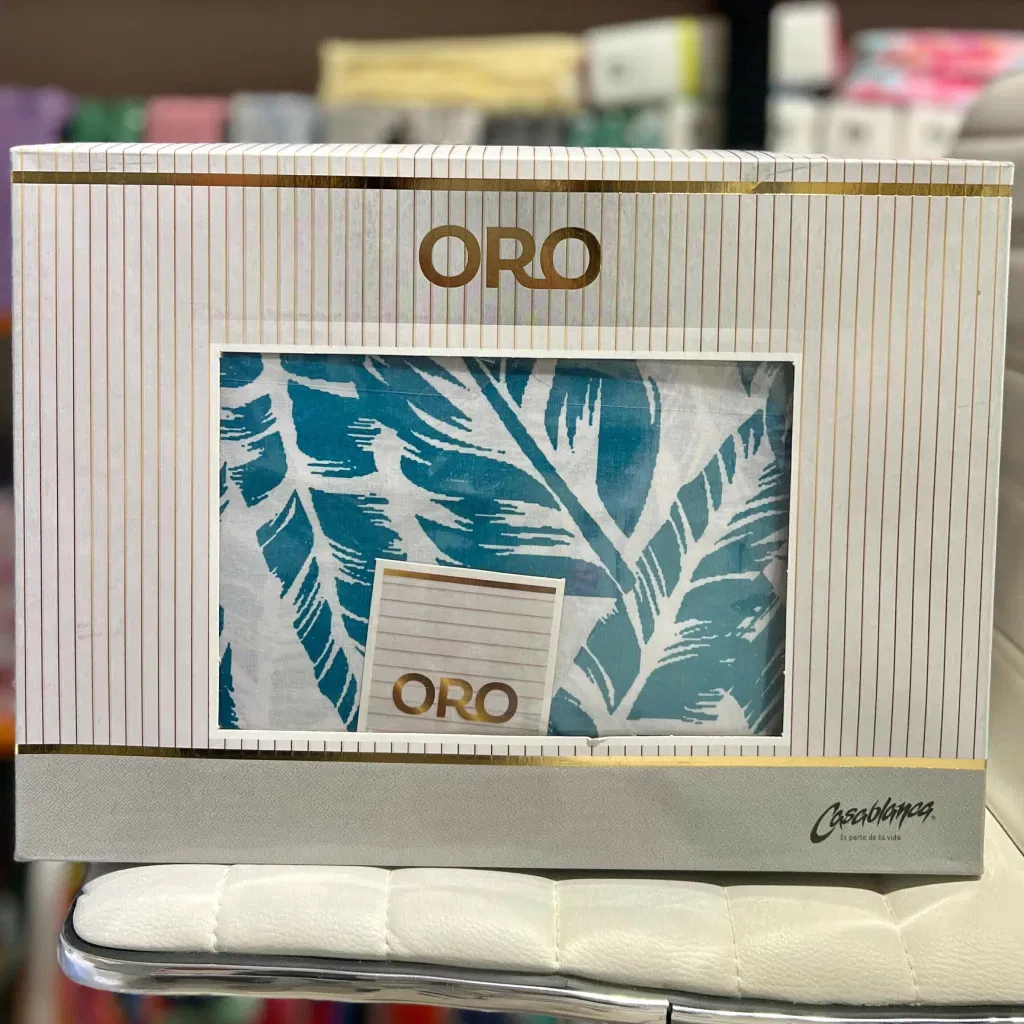 ORO
ORO
Casablanca
Es parte de tu vida